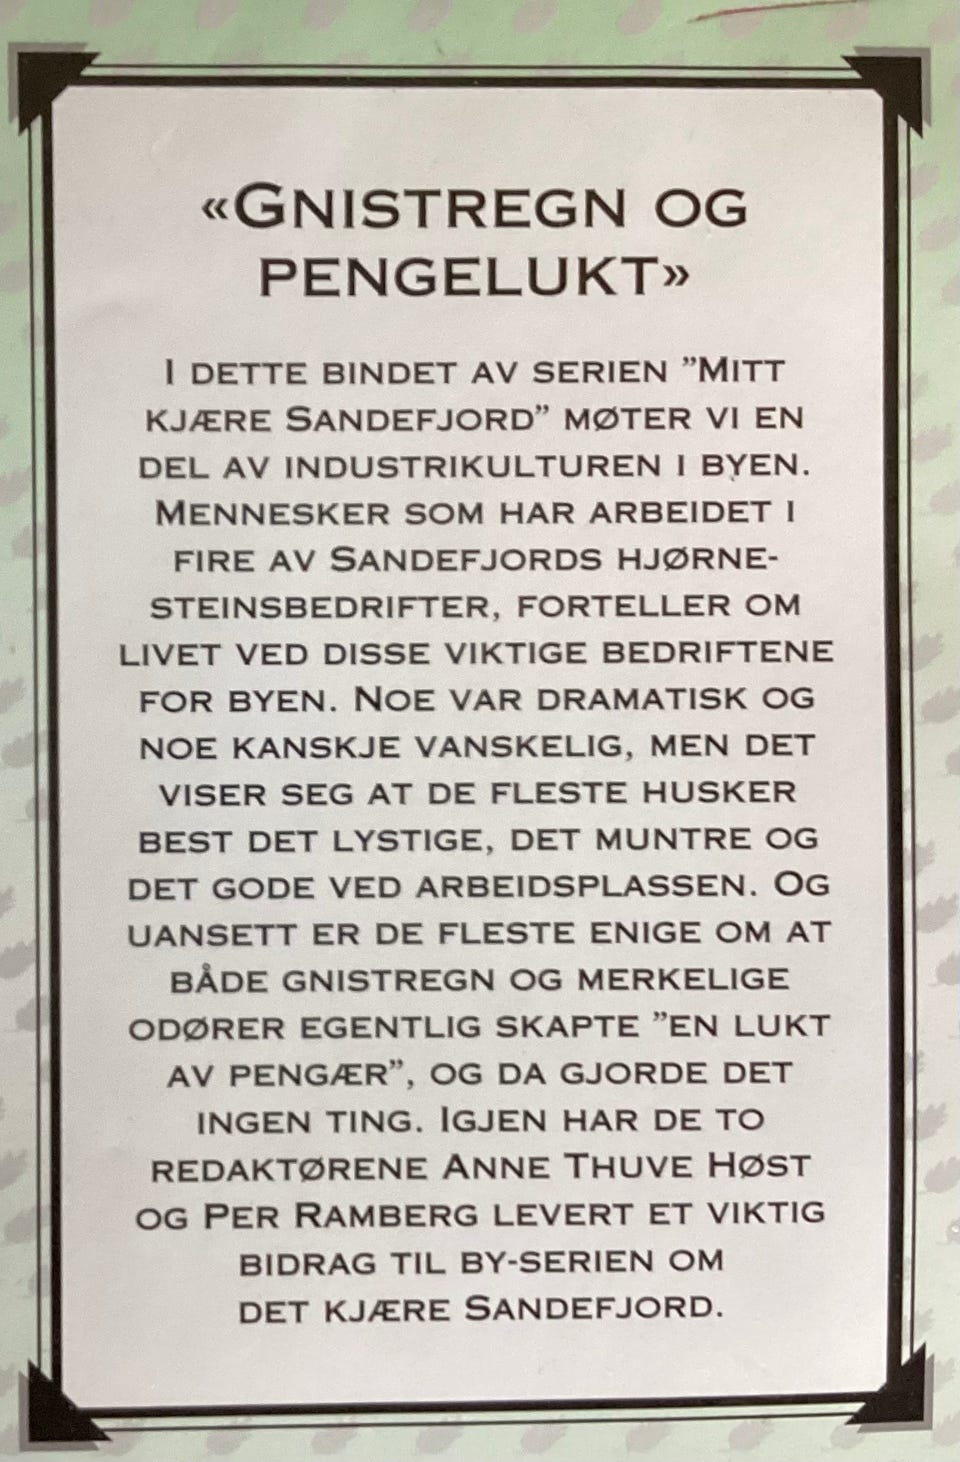 «Gnistregn og
pengelukt»
I dette bindet av serien ”Mitt
kjære Sandefjord” møter vi en
del av industrikulturen i byen.
Mennesker som har arbeidet i
fire av Sandefjords hjørne-
steinsbedrifter, forteller om
livet ved disse viktige bedriftene
for byen. Noe var dramatisk og
noe kanskje vanskelig, men det
viser seg at de fleste husker
best det lystige, det muntre og
det gode ved arbeidsplassen. Og
uansett er de fleste enige om at
både gnistregn og merkelige
odører egentlig skapte ”en lukt
av pengær”, og da gjorde det
ingen ting. Igjen har de to
redaktørene Anne Thuve Høst
og Per Ramberg levert et viktig
bidrag til by-serien om
det kjære Sandefjord.